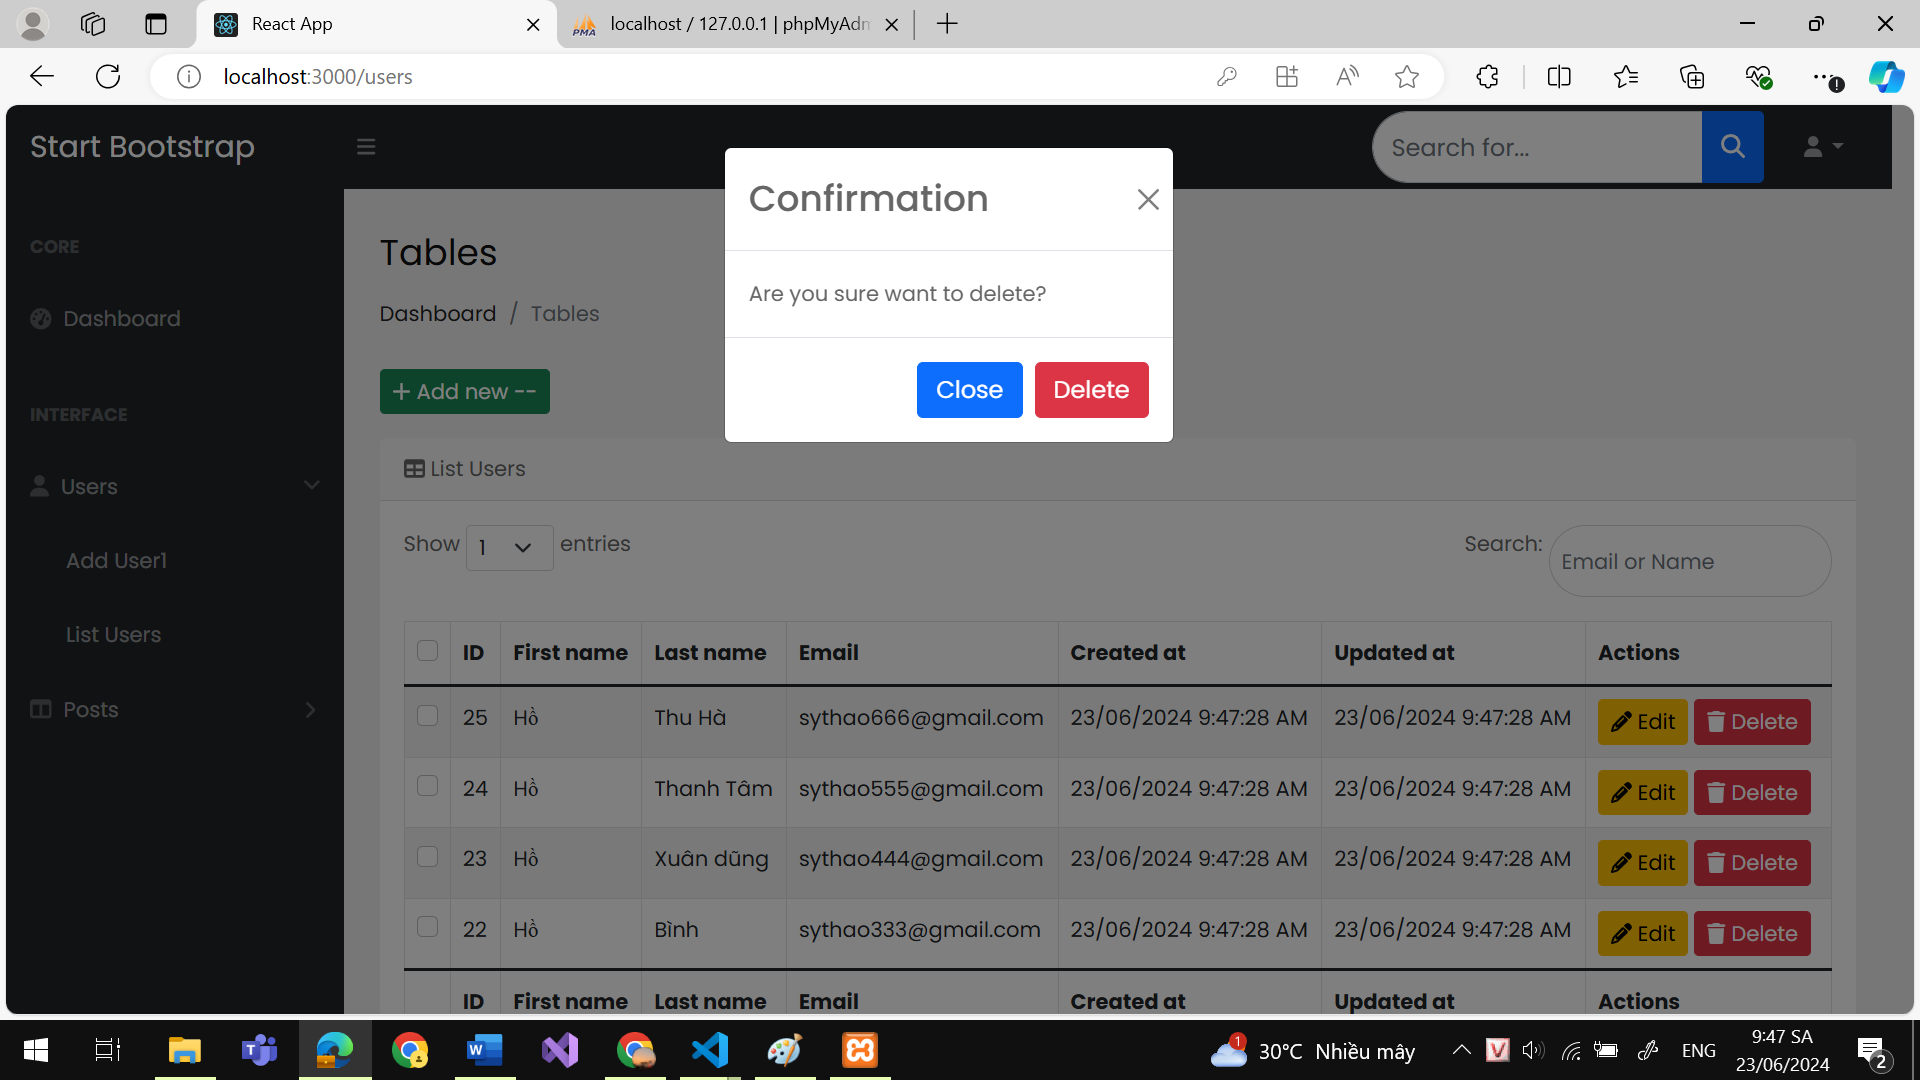 React App
localhost / 127.0.0.1 | phpMyAdm
localhost:3000/users
Start Bootstrap
Search for...
Confirmation
Are you sure want to delete?
Close Delete
CORE
Dashboard
INTERFACE
Users
Add User1
List Users
Posts
Tables
Dashboard / Tables
+ Add new --
List Users
Show 1 entries
Search: Email or Name
ID First name Last name Email Created at Updated at Actions
25 Hồ Thu Hà sythao666@gmail.com 23/06/2024 9:47:28 AM 23/06/2024 9:47:28 AM Edit Delete
24 Hồ Thanh Tâm sythao555@gmail.com 23/06/2024 9:47:28 AM 23/06/2024 9:47:28 AM Edit Delete
23 Hồ Xuân dũng sythao444@gmail.com 23/06/2024 9:47:28 AM 23/06/2024 9:47:28 AM Edit Delete
22 Hồ Bình sythao333@gmail.com 23/06/2024 9:47:28 AM 23/06/2024 9:47:28 AM Edit Delete
ID First name Last name Email Created at Updated at Actions
1 30°C Nhiều mây
ENG
9:47 SA
23/06/2024
2